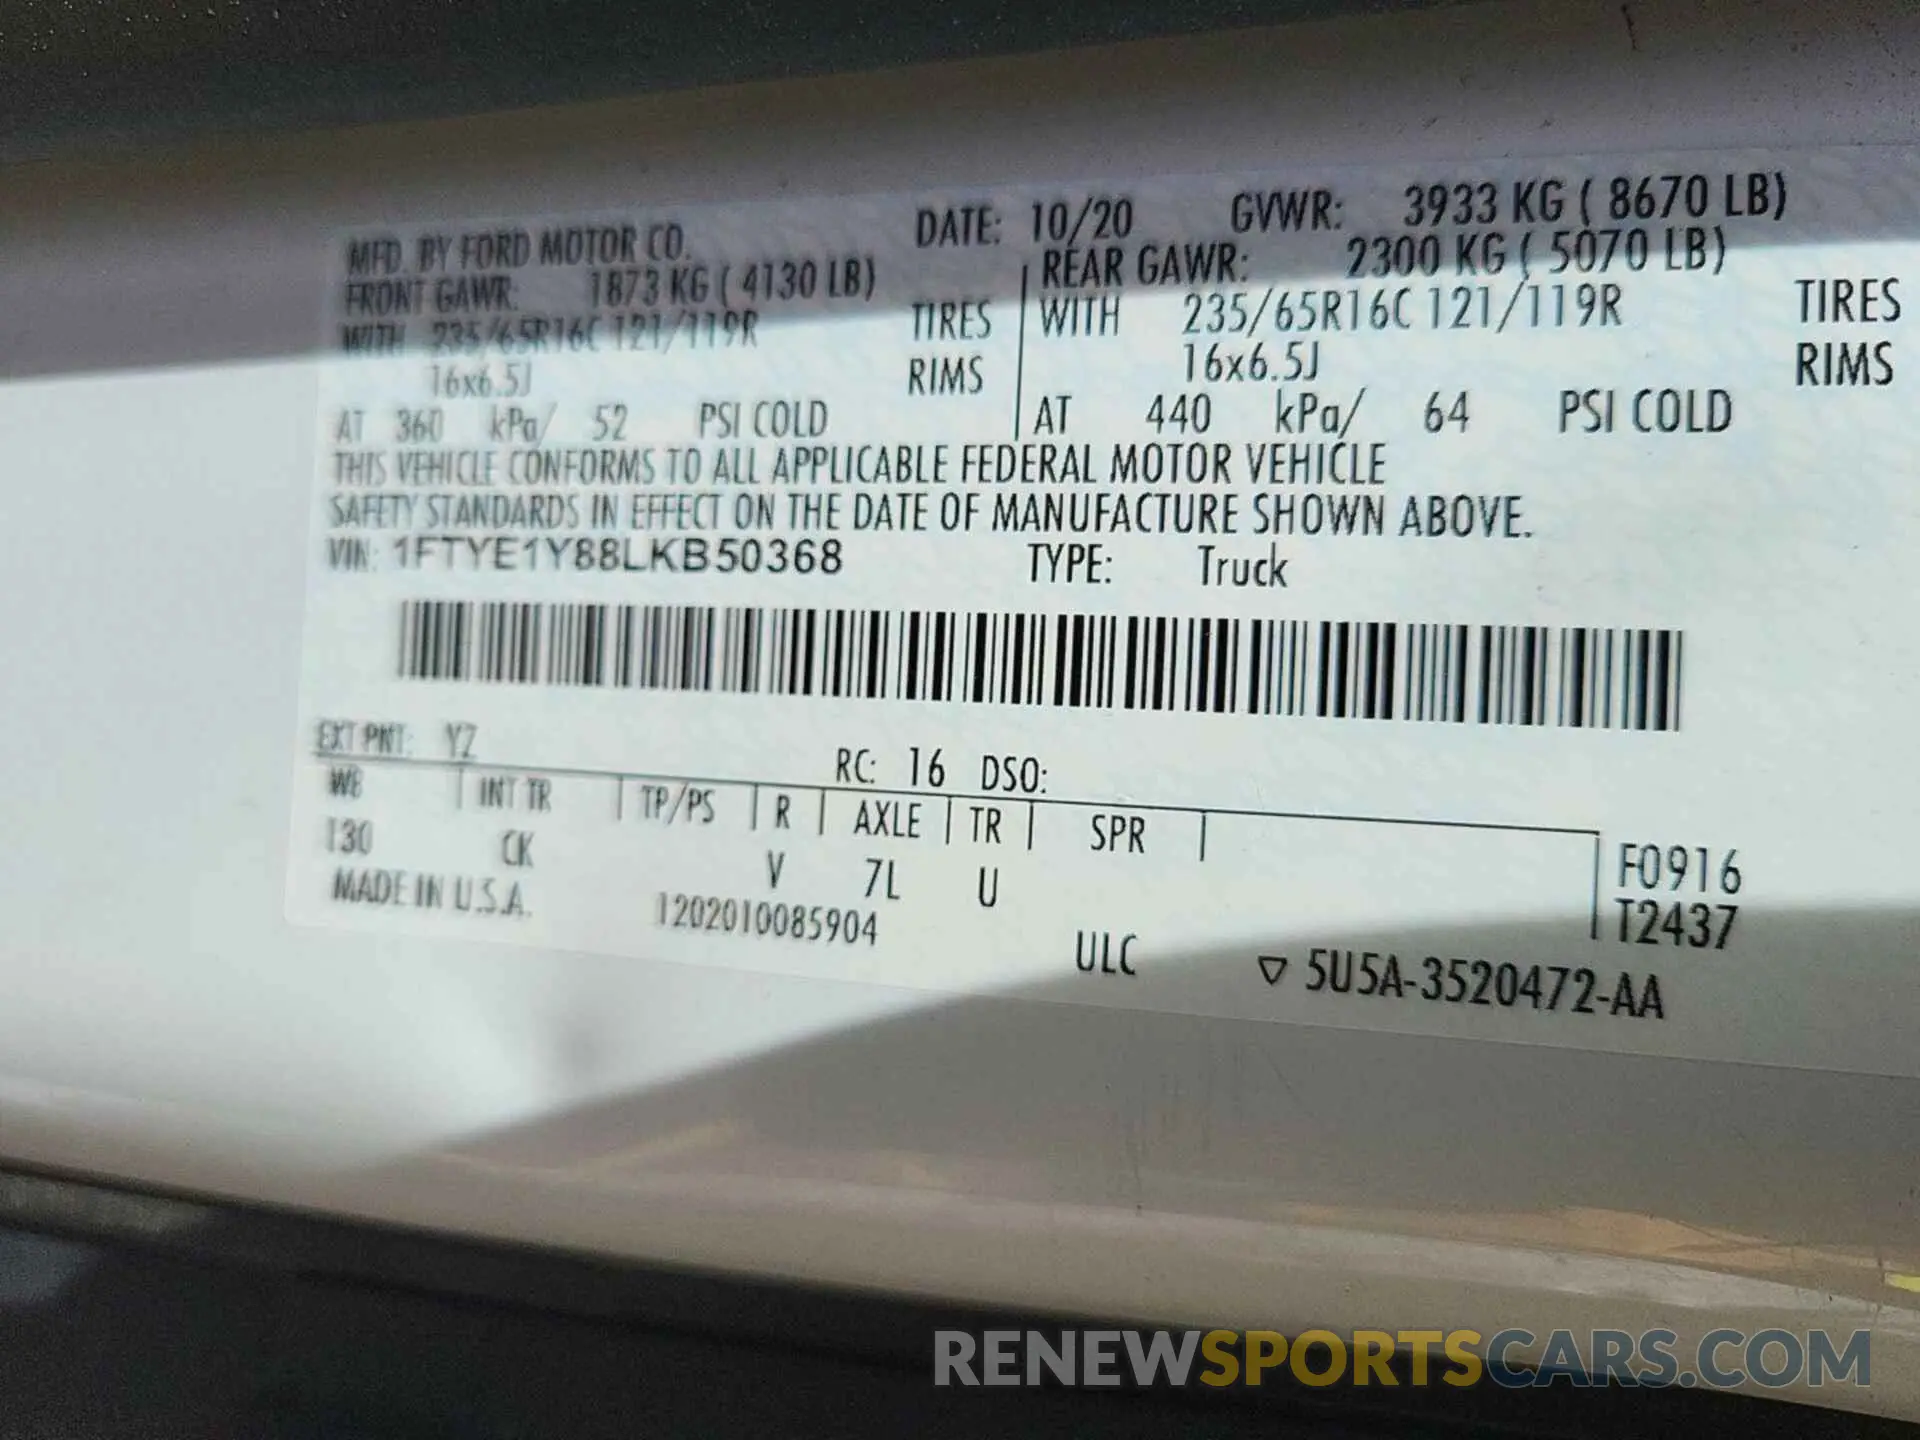 MFD. BY FORD MOTOR CO. DATE: 10/20 GVWR: 3933 KG ( 8670 LB)
FRONT GAWR: 1873 KG ( 4130 LB) REAR GAWR: 2300 KG ( 5070 LB)
WITH 235/65R16C 121/119R TIRES WITH 235/65R16C 121/119R TIRES
16x6.5J RIMS 16x6.5J RIMS
AT 360 kPa/ 52 PSI COLD AT 440 kPa/ 64 PSI COLD
THIS VEHICLE CONFORMS TO ALL APPLICABLE FEDERAL MOTOR VEHICLE
SAFETY STANDARDS IN EFFECT ON THE DATE OF MANUFACTURE SHOWN ABOVE.
VIN: 1FTYE1Y88LKB50368 TYPE: Truck
EXT PNT: YZ RC: 16 DSO:
WB INT TR TP/PS R AXLE TR SPR
130 CK V 7L U F0916
T2437
MADE IN U.S.A. 1202010085904 ULC ▽ 5U5A-3520472-AA
RENEWSPORTSCARS.COM